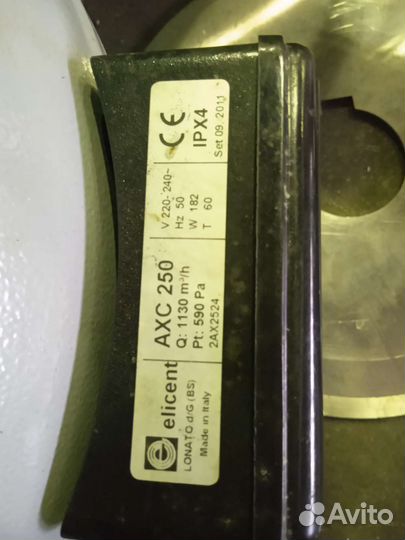 elicent
LONATO d/G (BS)
Made in Italy
AXC 250
Q: 1130 m³/h
Pt: 590 Pa
2AX2524
V 220-240~
Hz 50
W 182
T 60
CE
IPX4
Set 09.2011
Avito